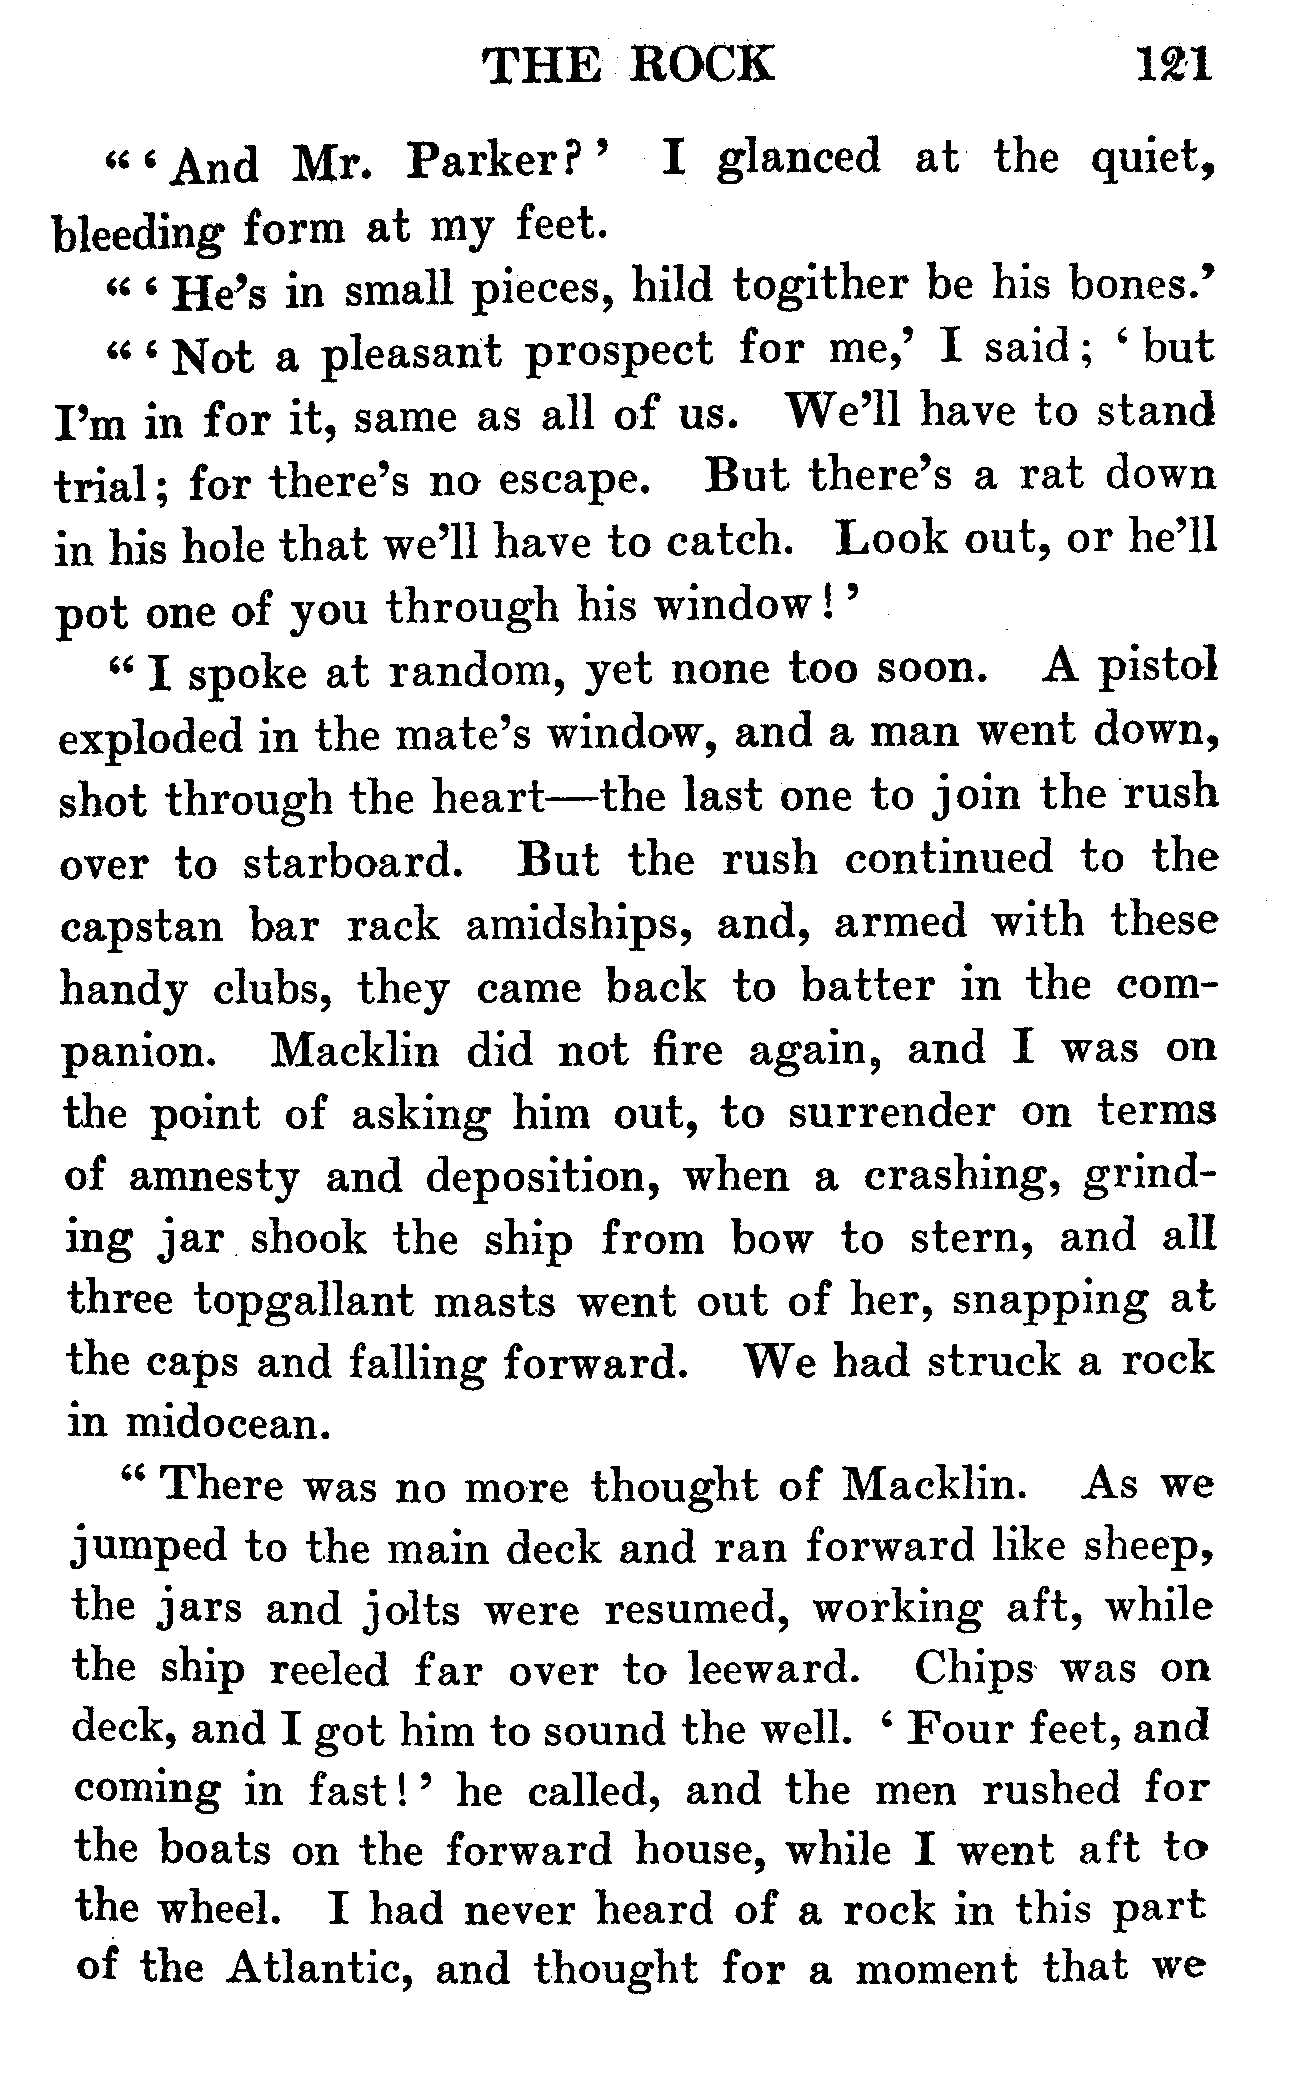 THE ROCK 121
“‘And Mr. Parker?’ I glanced at the quiet,
bleeding form at my feet.
“‘He’s in small pieces, hild togither be his bones.’
“‘Not a pleasant prospect for me,’ I said; ‘but
I’m in for it, same as all of us. We’ll have to stand
trial; for there’s no escape. But there’s a rat down
in his hole that we’ll have to catch. Look out, or he’ll
pot one of you through his window!’
“I spoke at random, yet none too soon. A pistol
exploded in the mate’s window, and a man went down,
shot through the heart—the last one to join the rush
over to starboard. But the rush continued to the
capstan bar rack amidships, and, armed with these
handy clubs, they came back to batter in the com-
panion. Macklin did not fire again, and I was on
the point of asking him out, to surrender on terms
of amnesty and deposition, when a crashing, grind-
ing jar shook the ship from bow to stern, and all
three topgallant masts went out of her, snapping at
the caps and falling forward. We had struck a rock
in midocean.
“There was no more thought of Macklin. As we
jumped to the main deck and ran forward like sheep,
the jars and jolts were resumed, working aft, while
the ship reeled far over to leeward. Chips was on
deck, and I got him to sound the well. ‘Four feet, and
coming in fast!’ he called, and the men rushed for
the boats on the forward house, while I went aft to
the wheel. I had never heard of a rock in this part
of the Atlantic, and thought for a moment that we